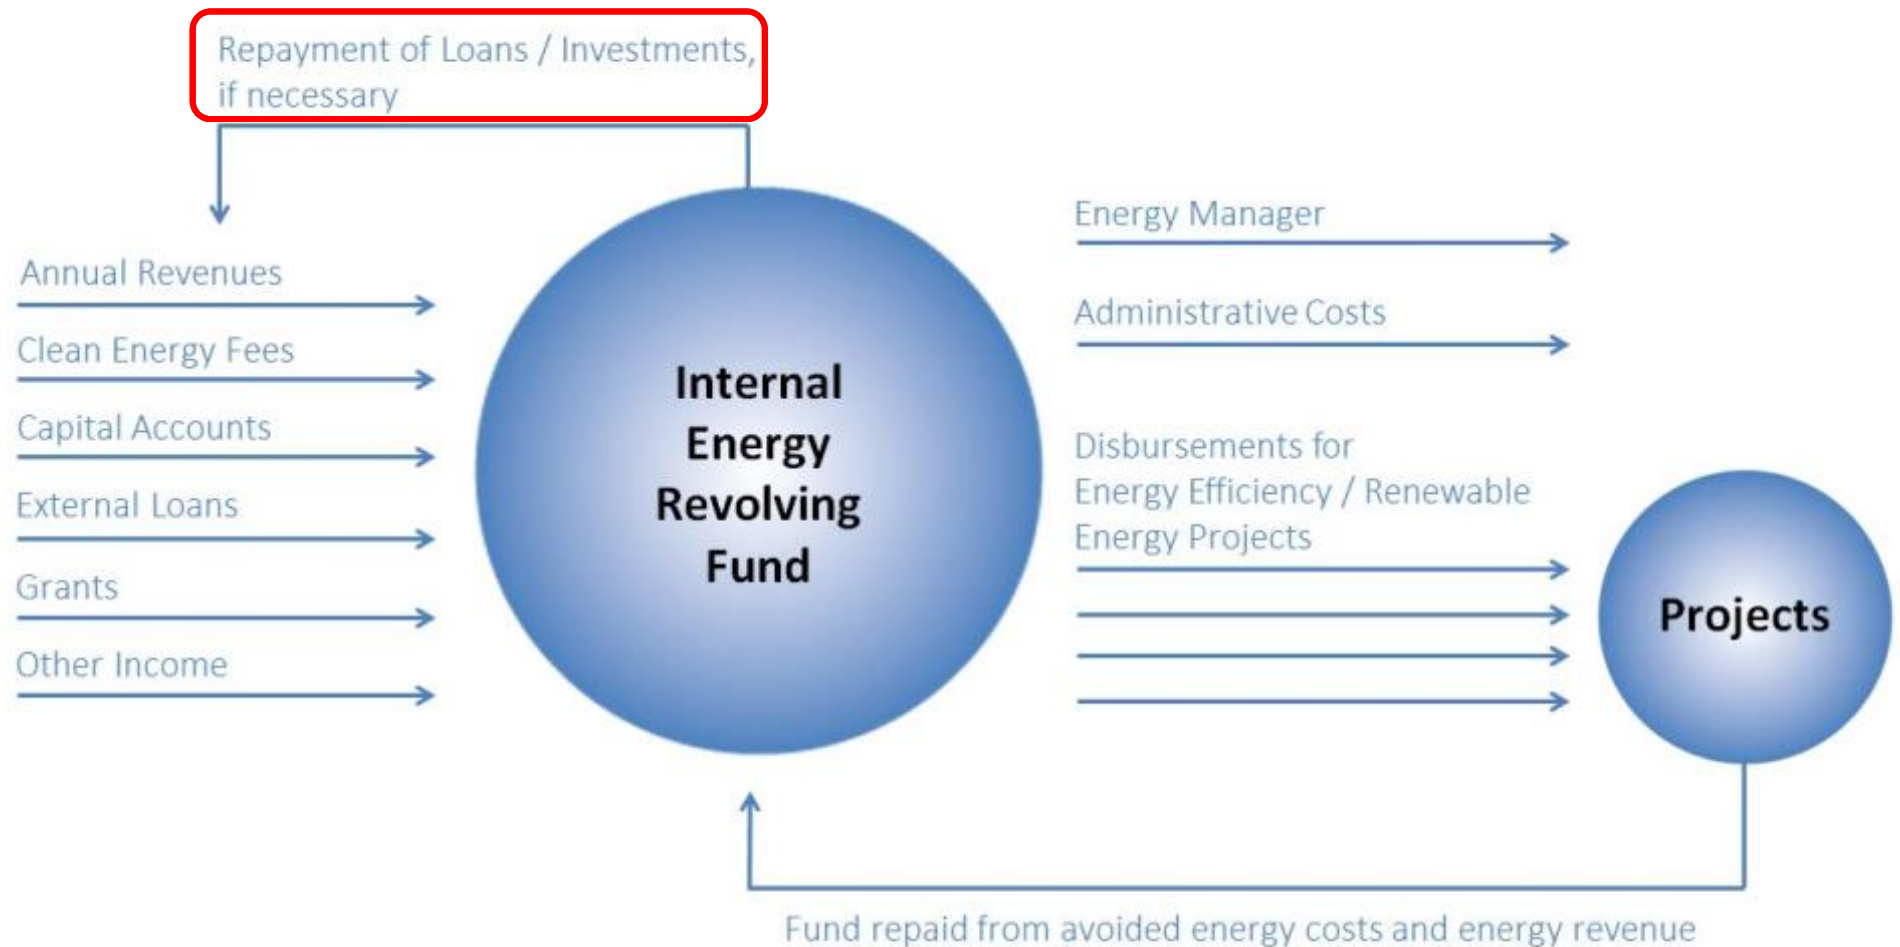 Repayment of Loans / Investments,
if necessary
Annual Revenues
Clean Energy Fees
Capital Accounts
External Loans
Grants
Other Income
Internal
Energy
Revolving
Fund
Energy Manager
Administrative Costs
Disbursements for
Energy Efficiency / Renewable
Energy Projects
Projects
Fund repaid from avoided energy costs and energy revenue